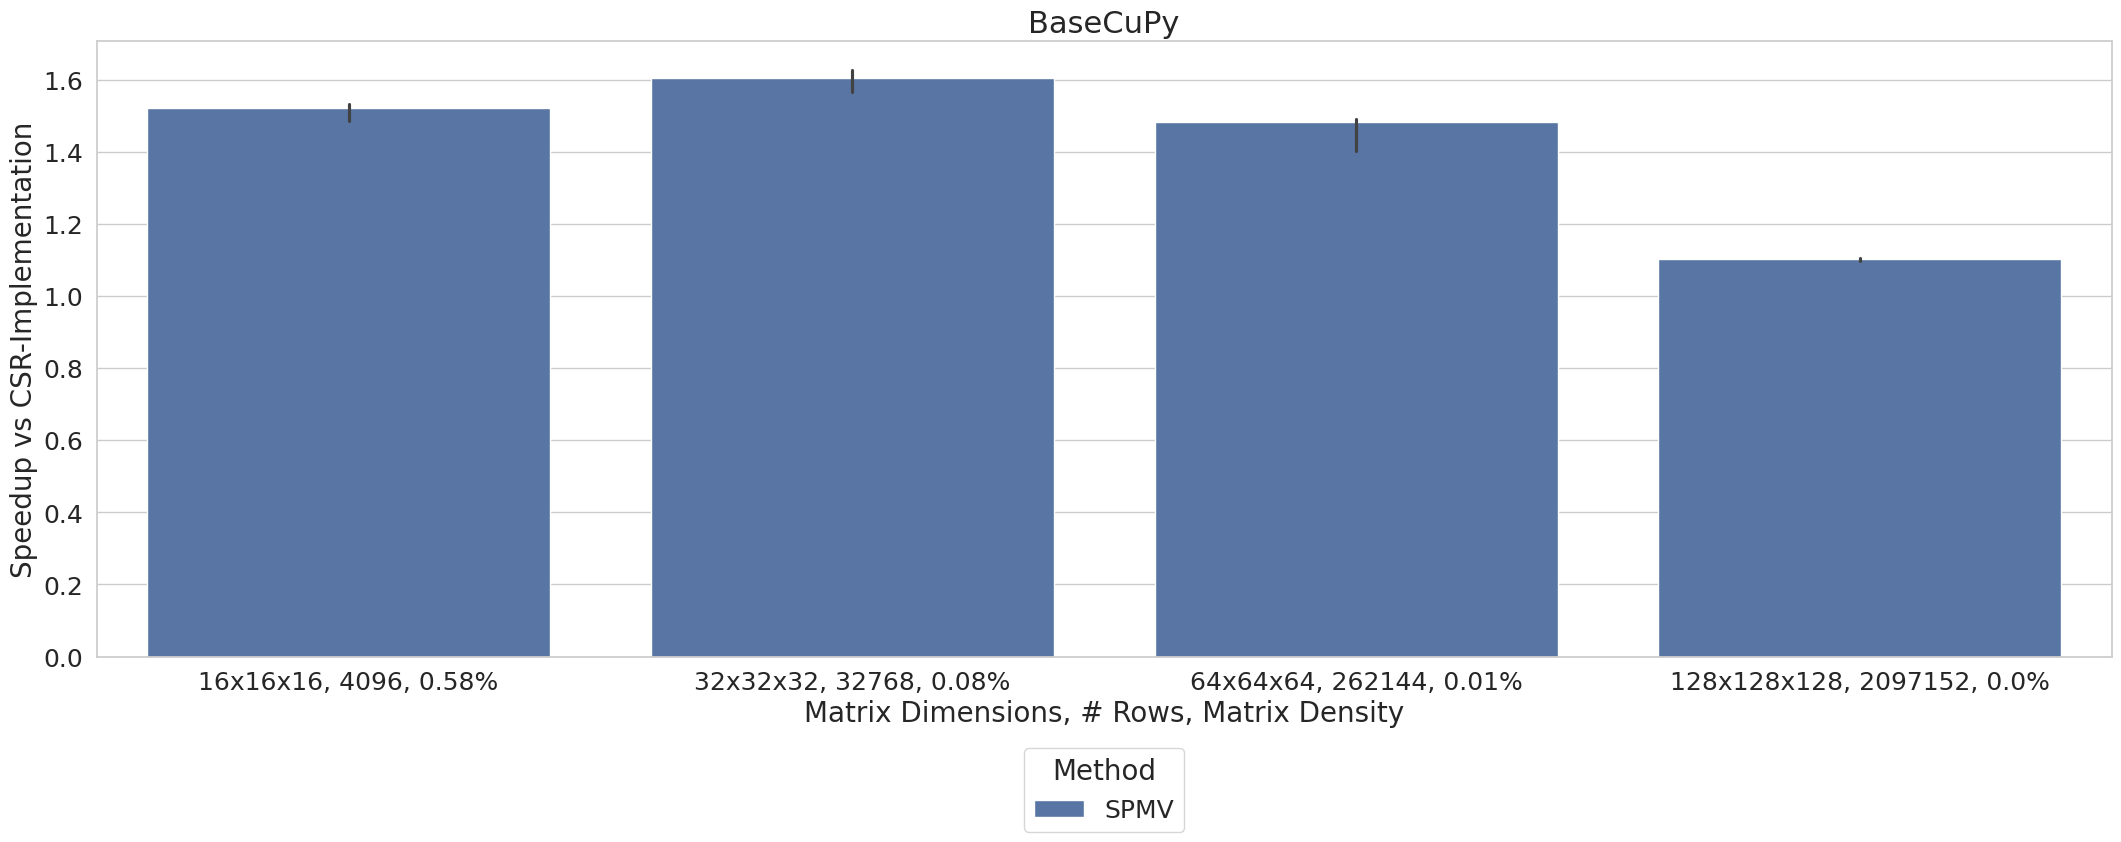 BaseCuPy
Speedup vs CSR-Implementation
1.6
1.4
1.2
1.0
0.8
0.6
0.4
0.2
0.0
16x16x16, 4096, 0.58%
32x32x32, 32768, 0.08%
64x64x64, 262144, 0.01%
128x128x128, 2097152, 0.0%
Matrix Dimensions, # Rows, Matrix Density
Method
SPMV